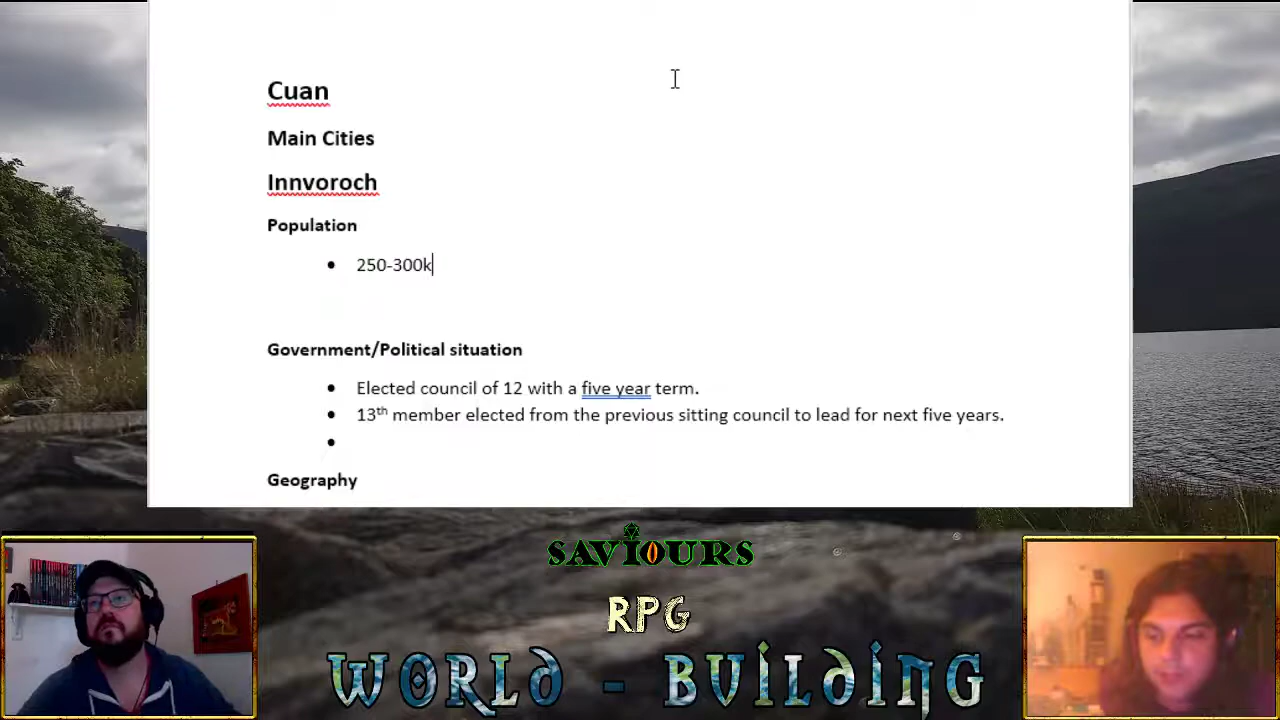 Cuan
Main Cities
Innvoroch
Population
• 250-300k
Government/Political situation
• Elected council of 12 with a five year term.
• 13th member elected from the previous sitting council to lead for next five years.
•
Geography
SAVIOURS
RPG
WORLD - BUILDING